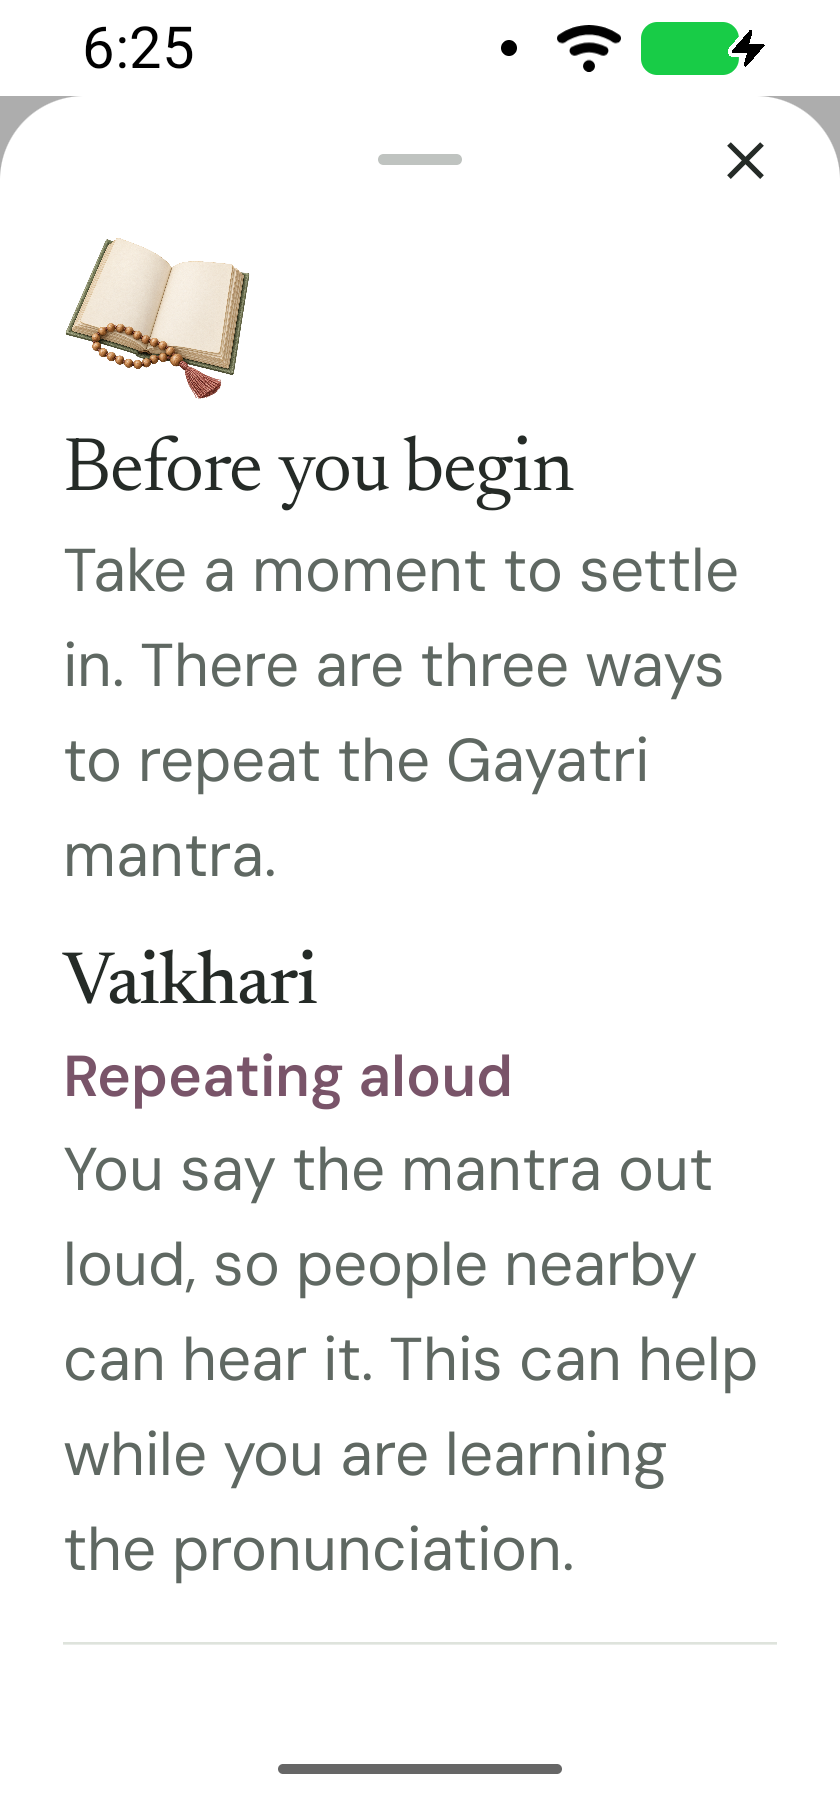 6:25
Before you begin
Take a moment to settle
in. There are three ways
to repeat the Gayatri
mantra.
Vaikhari
Repeating aloud
You say the mantra out
loud, so people nearby
can hear it. This can help
while you are learning
the pronunciation.